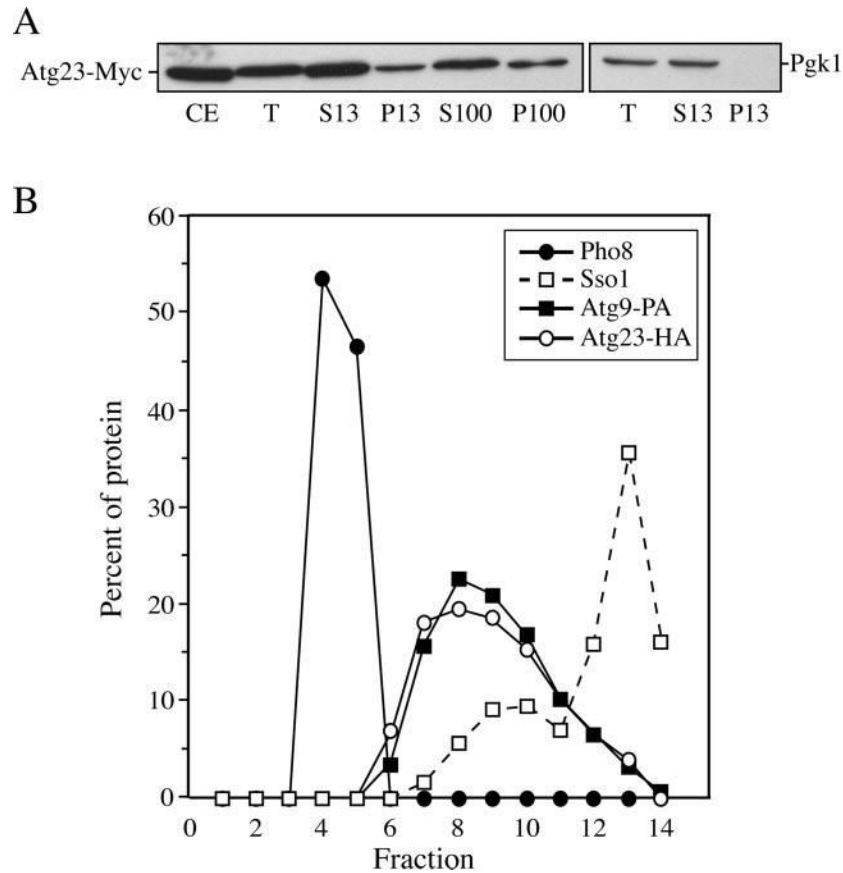 A
Atg23-Myc
Pgk1
CE T S13 P13 S100 P100 T S13 P13
B
Percent of protein
60
50
40
30
20
10
0
Pho8
Sso1
Atg9-PA
Atg23-HA
0 2 4 6 8 10 12 14
Fraction